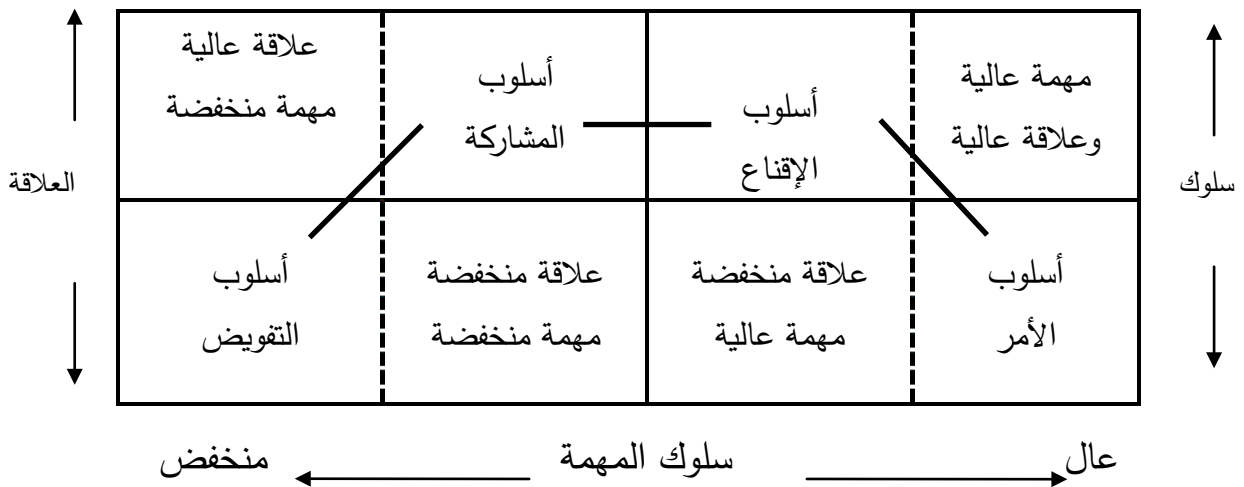 مهمة عالية
وعلاقة عالية
أسلوب
الإقناع
أسلوب
المشاركة
علاقة عالية
مهمة منخفضة
سلوك
العلاقة
أسلوب
الأمر
علاقة منخفضة
مهمة عالية
علاقة منخفضة
مهمة منخفضة
أسلوب
التفويض
عال
سلوك المهمة
منخفض